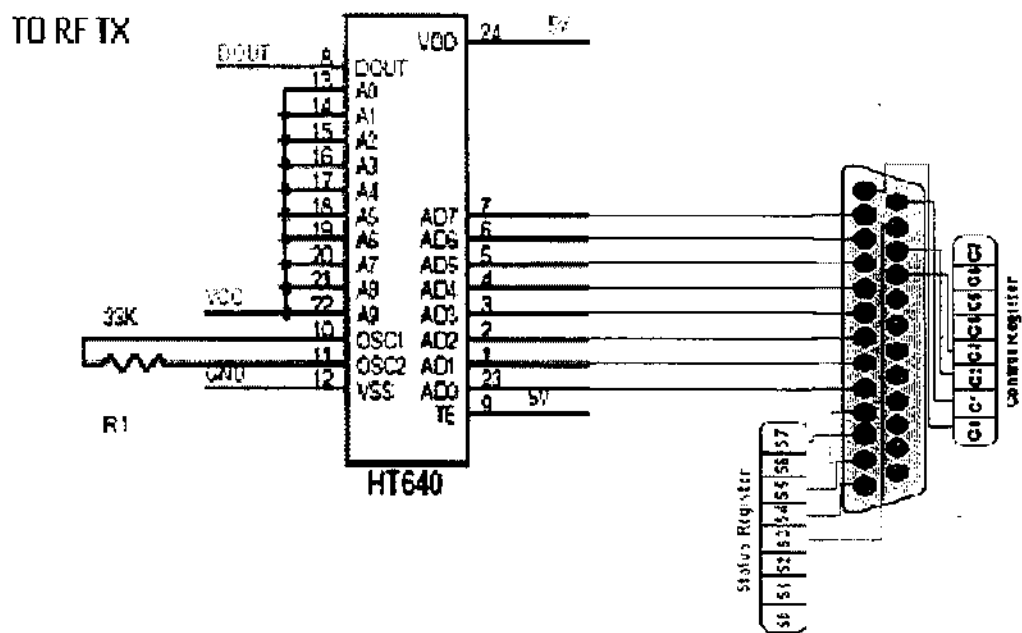 TO RF TX
DOUT
8
DOUT
13
A0
14
A1
15
A2
16
A3
17
A4
18
A5
19
A6
20
A7
21
A8
VCC
22
A9
33K
10
OSC1
11
OSC2
GND
12
VSS
R1
VDD
24
5V
AD7
7
AD6
6
AD5
5
AD4
4
AD3
3
AD2
2
AD1
1
AD0
23
TE
9
5V
HT640
Status Register
S7
S6
S5
S4
S3
S2
S1
S0
Control Register
C7
C6
C5
C4
C3
C2
C1
C0